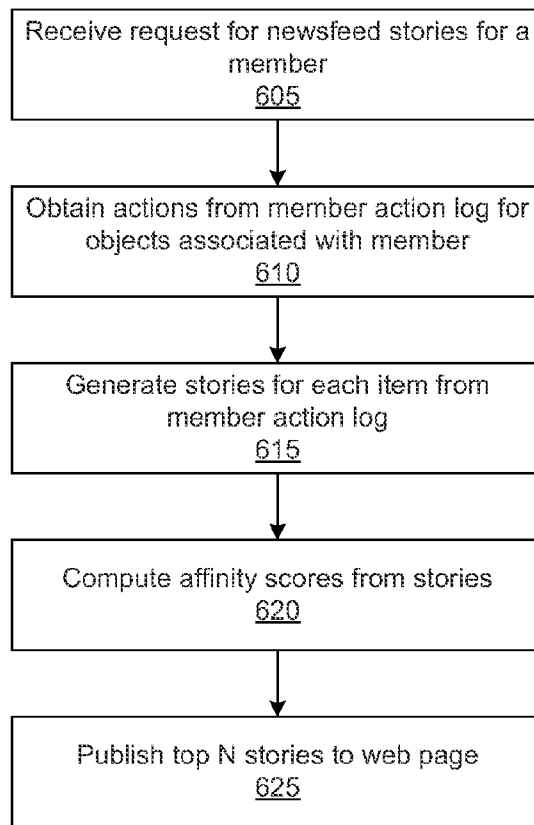 Receive request for newsfeed stories for a
member
605
Obtain actions from member action log for
objects associated with member
610
Generate stories for each item from
member action log
615
Compute affinity scores from stories
620
Publish top N stories to web page
625